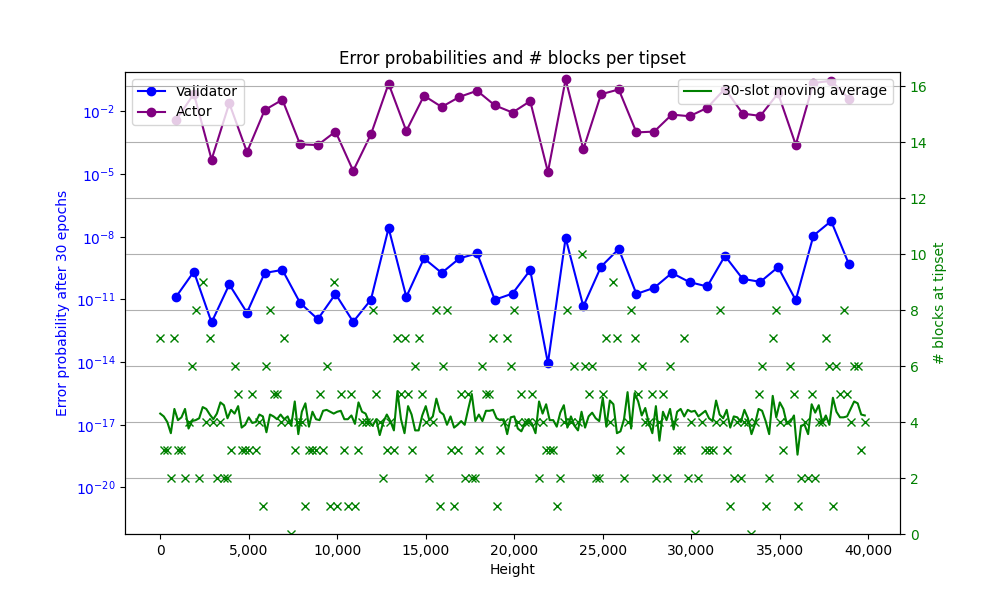 Error probabilities and # blocks per tipset
Validator
Actor
30-slot moving average
Error probability after 30 epochs
10⁻²
10⁻⁵
10⁻⁸
10⁻¹¹
10⁻¹⁴
10⁻¹⁷
10⁻²⁰
16
14
12
10
8
6
4
2
0
# blocks at tipset
0 5,000 10,000 15,000 20,000 25,000 30,000 35,000 40,000
Height